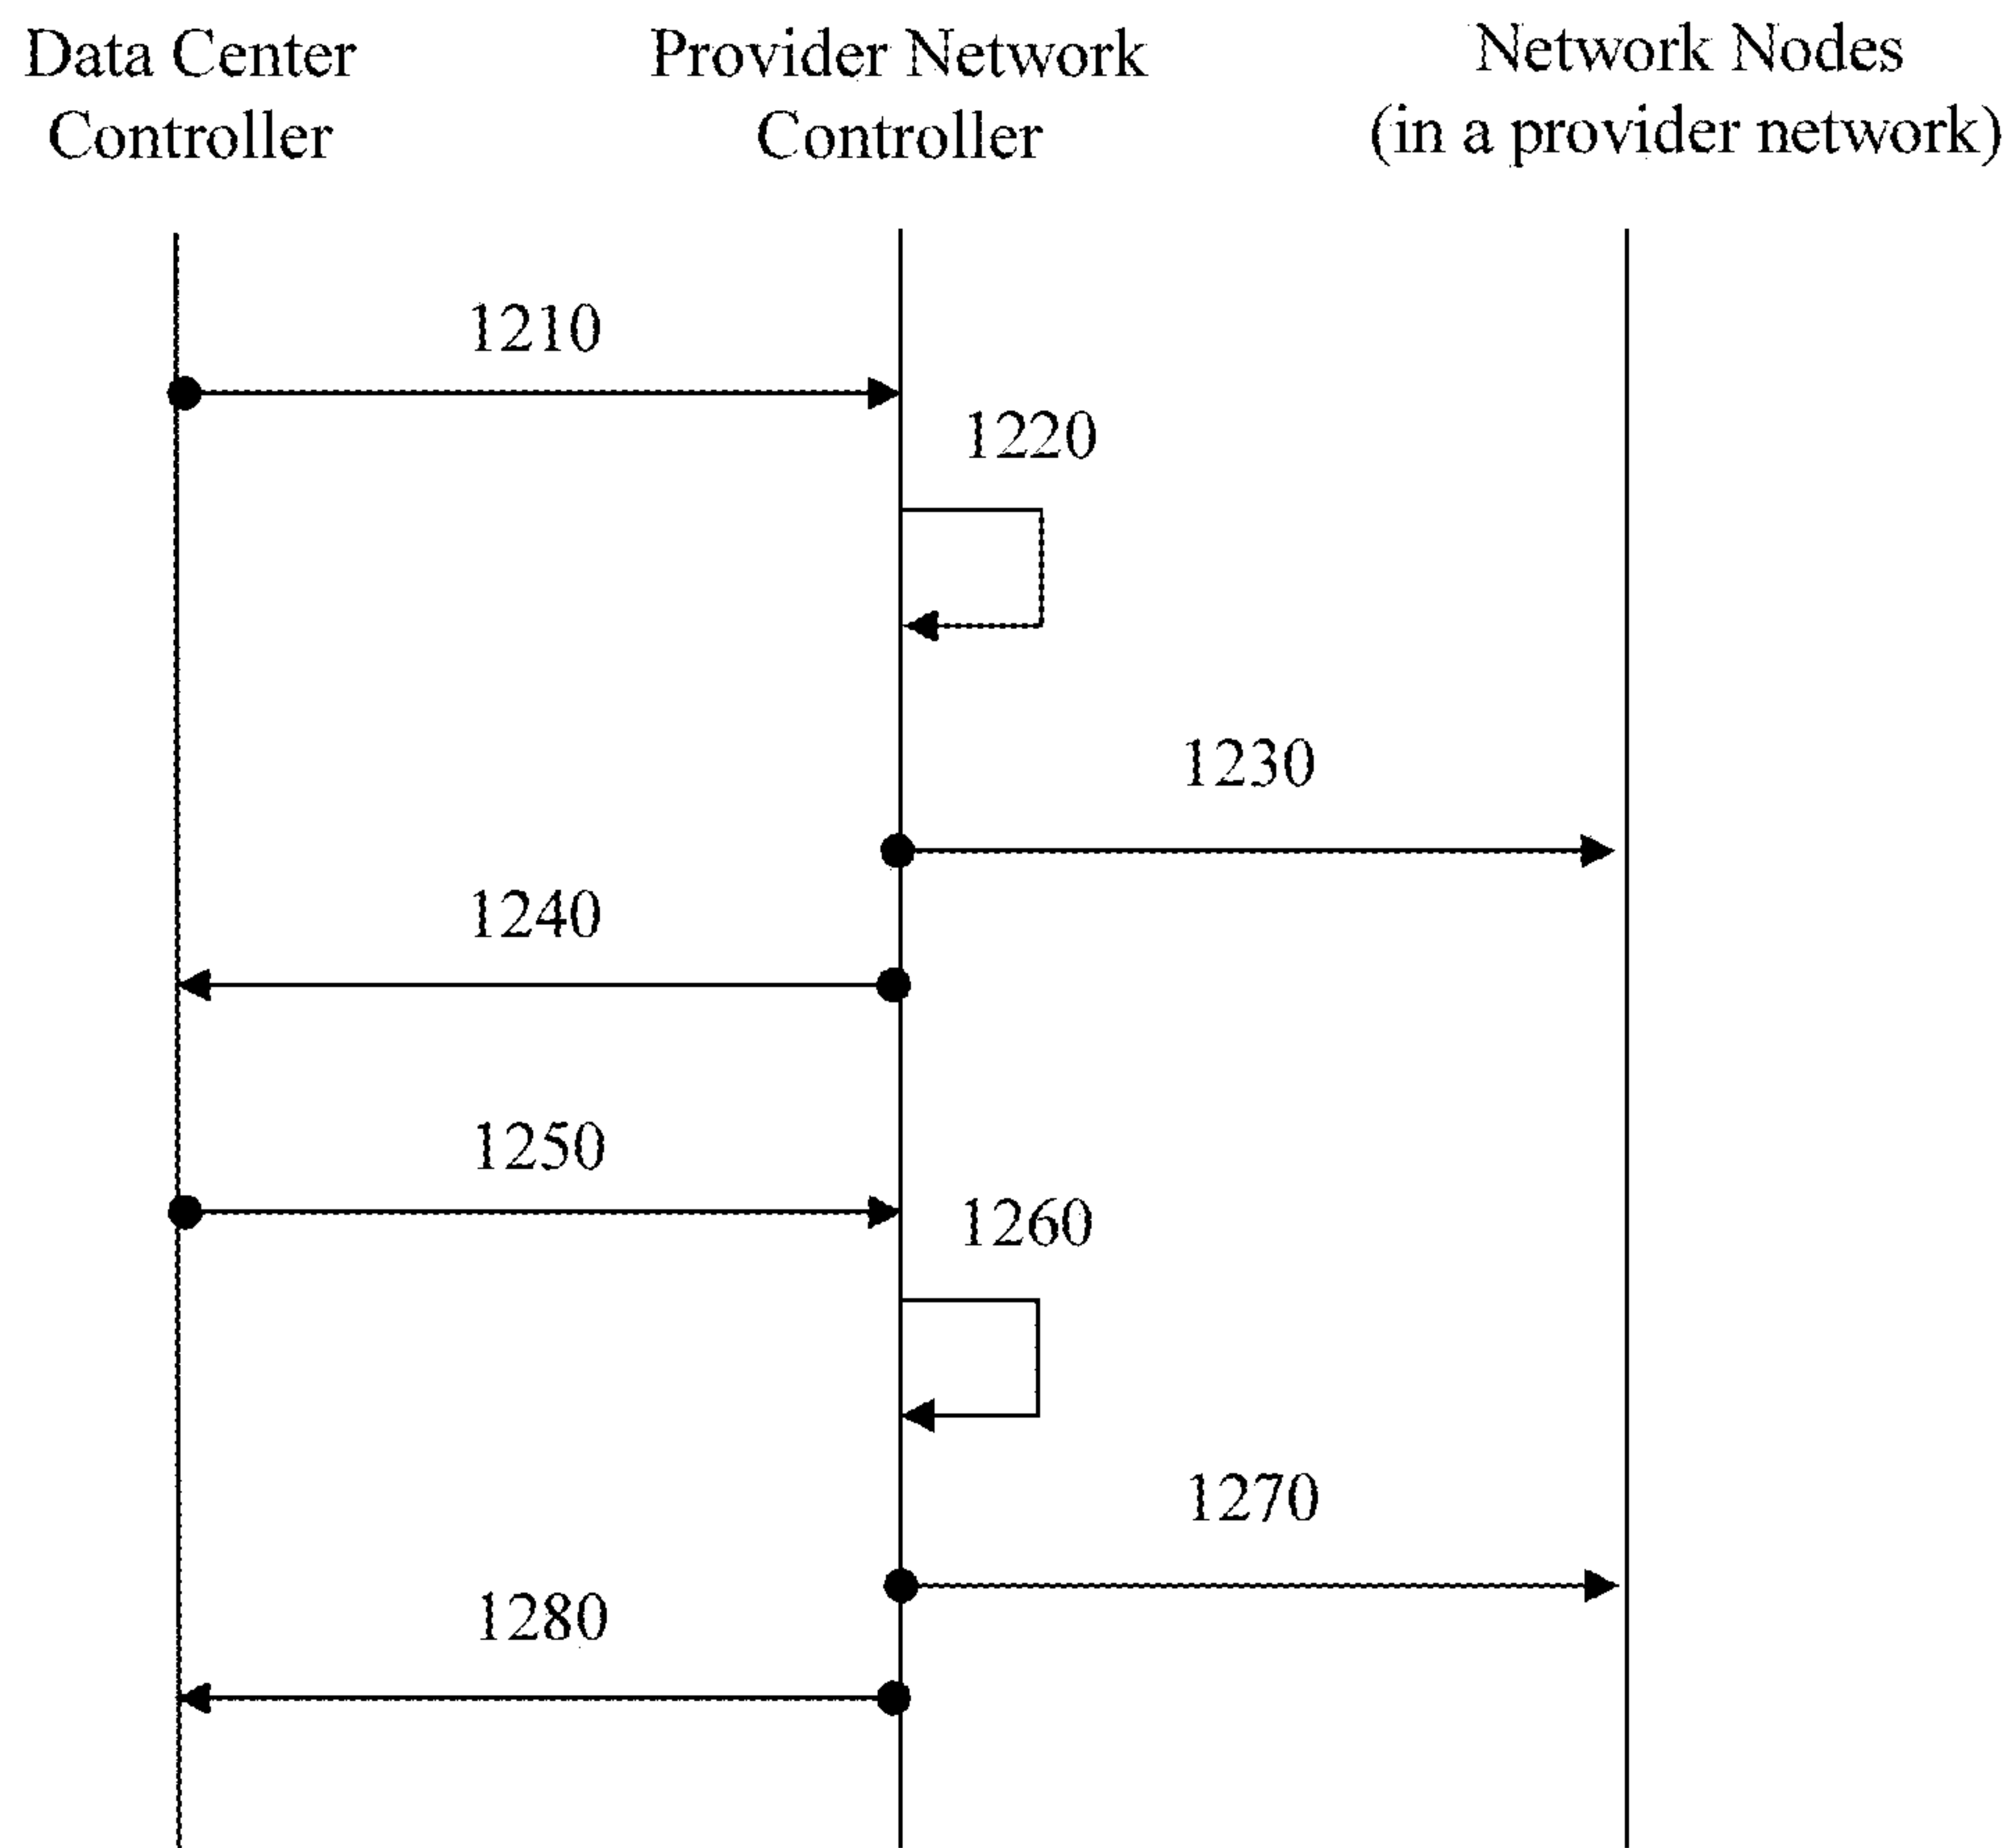 Data Center
Controller
Provider Network
Controller
Network Nodes
(in a provider network)
1210
1220
1230
1240
1250
1260
1270
1280